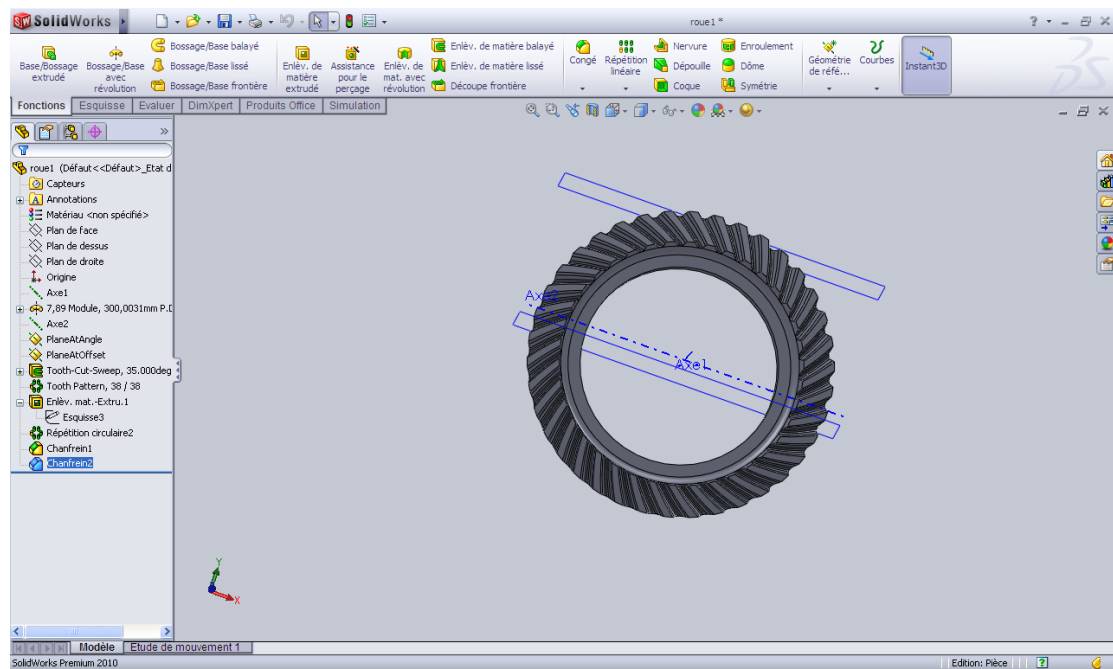 SolidWorks
roue1 *
Base/Bossage extrudé
Bossage/Base avec révolution
Bossage/Base balayé
Bossage/Base lissé
Bossage/Base frontière
Enlèv. de matière extrudé
Assistance pour le perçage
Enlèv. de mat. avec révolution
Enlèv. de matière balayé
Enlèv. de matière lissé
Découpe frontière
Congé
Répétition linéaire
Nervure
Dépouille
Coque
Enroulement
Dôme
Symétrie
Géométrie de réfé...
Courbes
Instant3D
Fonctions Esquisse Evaluer DimXpert Produits Office Simulation
roue1 (Défaut<<Défaut>_Etat d
Capteurs
Annotations
Matériau <non spécifié>
Plan de face
Plan de dessus
Plan de droite
Origine
Axe1
7,89 Module, 300,0031mm P.D
Axe2
PlaneAtAngle
PlaneAtOffset
Tooth-Cut-Sweep, 35.000deg
Tooth Pattern, 38 / 38
Enlèv. mat.-Extru.1
Esquisse3
Répétition circulaire2
Chanfrein1
Chanfrein2
Axe2
Axe1
Y
X
Modèle Etude de mouvement 1
SolidWorks Premium 2010
Edition: Pièce